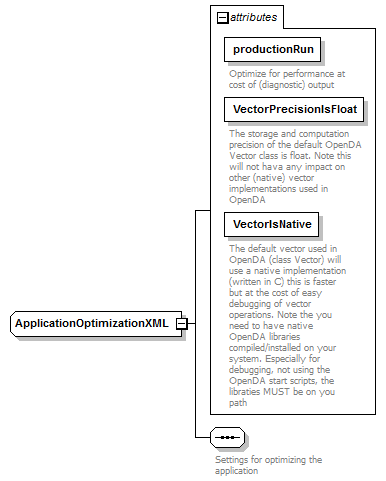 attributes
productionRun
Optimize for performance at
cost of (diagnostic) output
VectorPrecisionIsFloat
The storage and computation
precision of the default OpenDA
Vector class is float. Note this
will not hava any impact on
other (native) vector
implementations used in
OpenDA
VectorIsNative
The default vector used in
OpenDA (class Vector) will
use a native implementation
(written in C) this is faster
but at the cost of easy
debugging of vector
operations. Note the you
need to have native
OpenDA libraries
compiled/installed on your
system. Especially for
debugging, not using the
OpenDA start scripts, the
libraties MUST be on you
path
ApplicationOptimizationXML
Settings for optimizing the
application